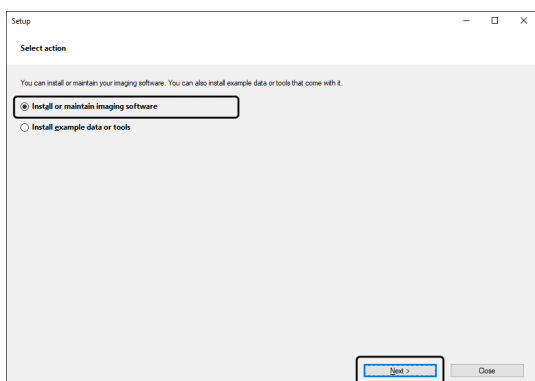 Setup
Select action
You can install or maintain your imaging software. You can also install example data or tools that come with it.
Install or maintain imaging software
Install example data or tools
Next >
Close